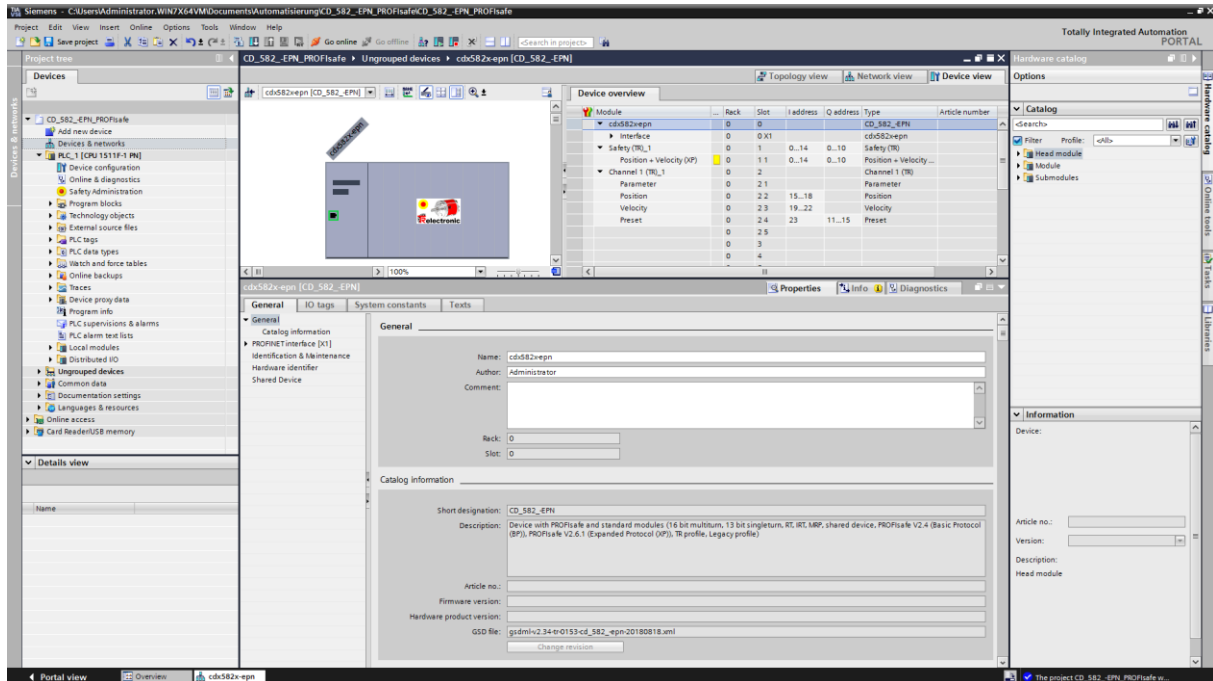 Siemens - C:\Users\Administrator.WIN7X64VM\Documents\Automatisierung\CD_582_-EPN_PROFIsafe\CD_582_-EPN_PROFIsafe
Project Edit View Insert Online Options Tools Window Help
Totally Integrated Automation
PORTAL
Save project Go online Go offline <Search in project>
Project tree
Devices
CD_582_-EPN_PROFIsafe
Add new device
Devices & networks
PLC_1 [CPU 1511F-1 PN]
Device configuration
Online & diagnostics
Safety Administration
Program blocks
Technology objects
External source files
PLC tags
PLC data types
Watch and force tables
Online backups
Traces
Device proxy data
Program info
PLC supervisions & alarms
PLC alarm text lists
Local modules
Distributed I/O
Ungrouped devices
Common data
Documentation settings
Languages & resources
Online access
Card Reader/USB memory
Details view
Name
Devices & networks
CD_582_-EPN_PROFIsafe Ungrouped devices cdx582x-epn [CD_582_-EPN]
Topology view Network view Device view
cdx582x-epn [CD_582_-EPN]
cdx582x-epn
TRelectronic
100%
Device overview
Module ... Rack Slot I address Q address Type Article number
cdx582x-epn 0 0 CD_582_-EPN
Interface 0 0 X1 cdx582x-epn
Safety (TR)_1 0 1 0...14 0...10 Safety (TR)
Position + Velocity (XP) 0 1 1 0...14 0...10 Position + Velocity ...
Channel 1 (TR)_1 0 2 Channel 1 (TR)
Parameter 0 2 1 Parameter
Position 0 2 2 15...18 Position
Velocity 0 2 3 19...22 Velocity
Preset 0 2 4 23 11...15 Preset
0 2 5
0 3
0 4
cdx582x-epn [CD_582_-EPN]
Properties Info Diagnostics
General IO tags System constants Texts
General
Catalog information
PROFINET interface [X1]
Identification & Maintenance
Hardware identifier
Shared Device
General
Name: cdx582x-epn
Author: Administrator
Comment:
Rack: 0
Slot: 0
Catalog information
Short designation: CD_582_-EPN
Description: Device with PROFIsafe and standard modules (16 bit multiturn, 13 bit singleturn, RT, IRT, MRP, shared device, PROFIsafe V2.4 (Basic Protocol
(BP)), PROFIsafe V2.6.1 (Expanded Protocol (XP)), TR profile, Legacy profile)
Article no.:
Firmware version:
Hardware product version:
GSD file: gsdml-v2.34-tr-0153-cd_582_-epn-20180818.xml
Change revision
Hardware catalog
Options
Catalog
<Search>
Filter Profile: <All>
Head module
Module
Submodules
Information
Device:
Article no.:
Version:
Description:
Head module
Hardware catalog
Online tools
Tasks
Libraries
Portal view Overview cdx582x-epn
The project CD_582_-EPN_PROFIsafe w...